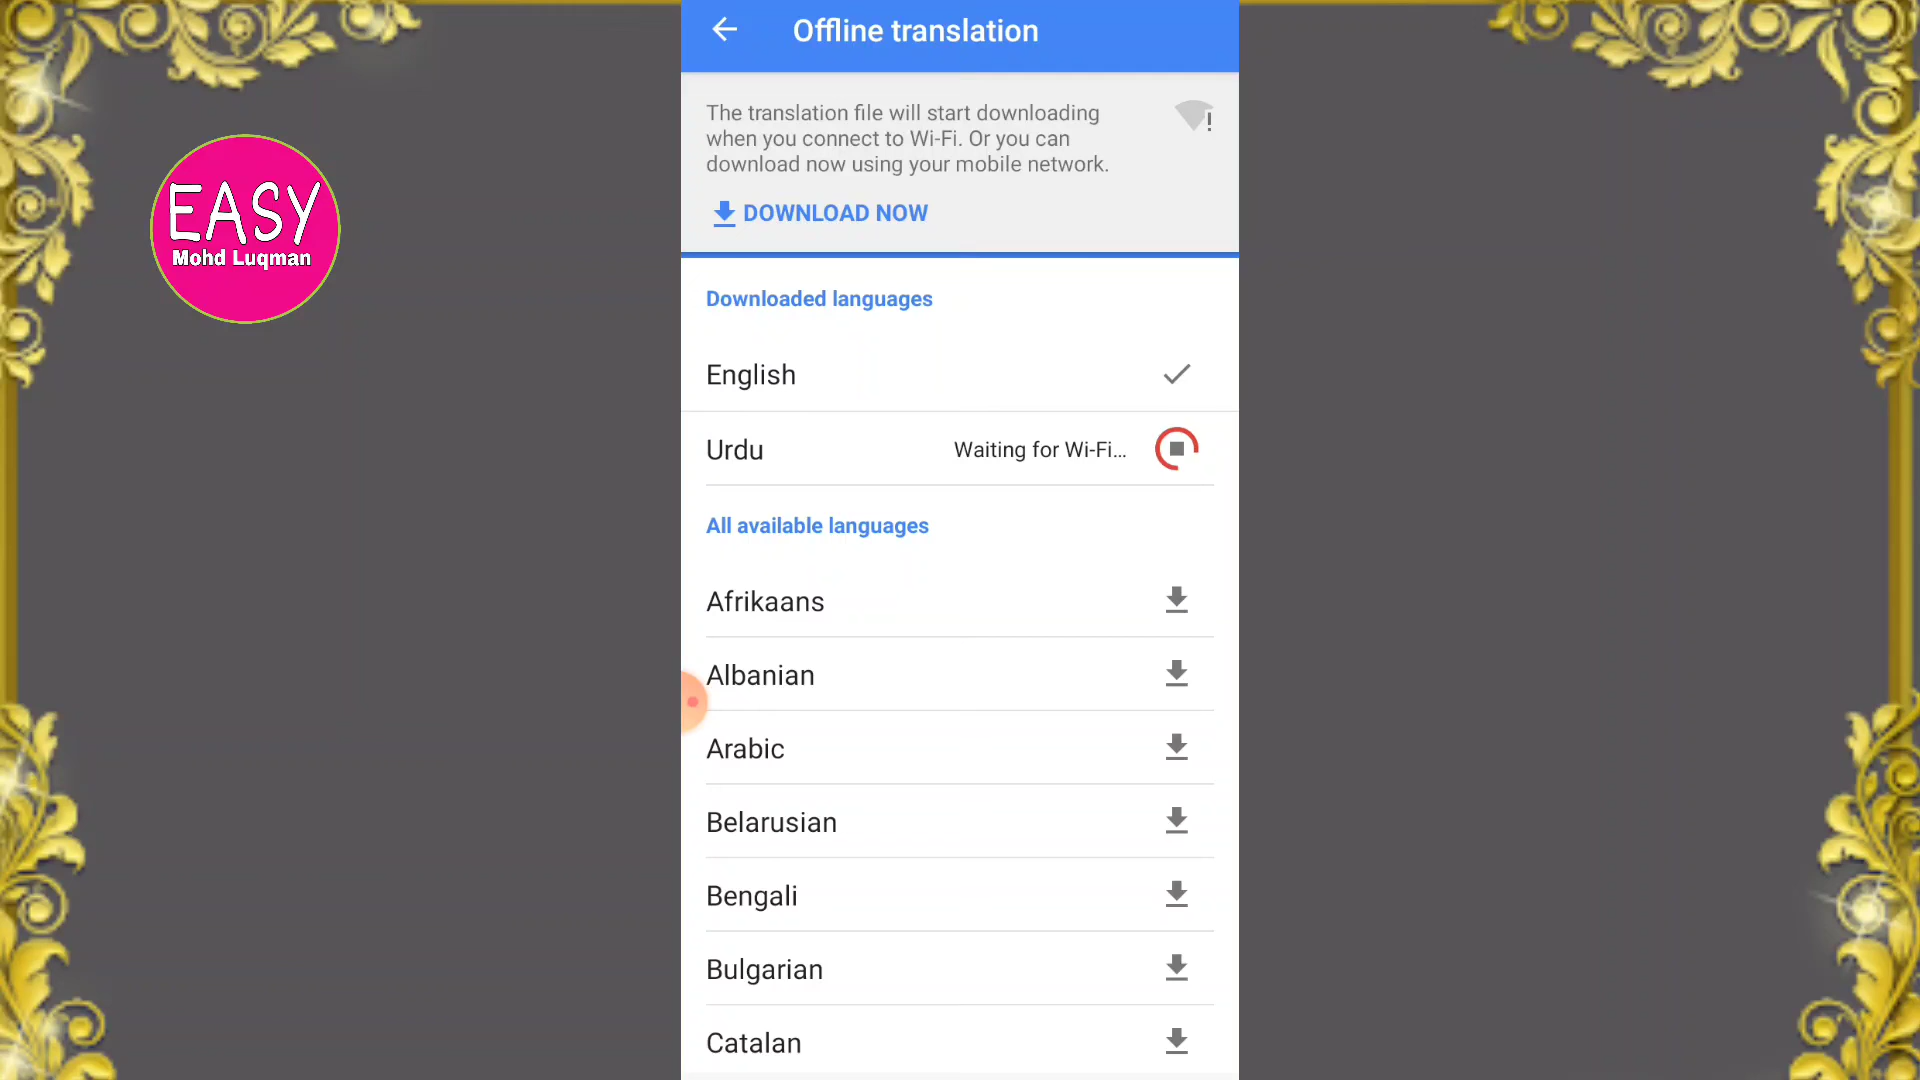 Offline translation
The translation file will start downloading
when you connect to Wi-Fi. Or you can
download now using your mobile network.
DOWNLOAD NOW
EASY
Mohd Luqman
Downloaded languages
English
Urdu Waiting for Wi-Fi...
All available languages
Afrikaans
Albanian
Arabic
Belarusian
Bengali
Bulgarian
Catalan